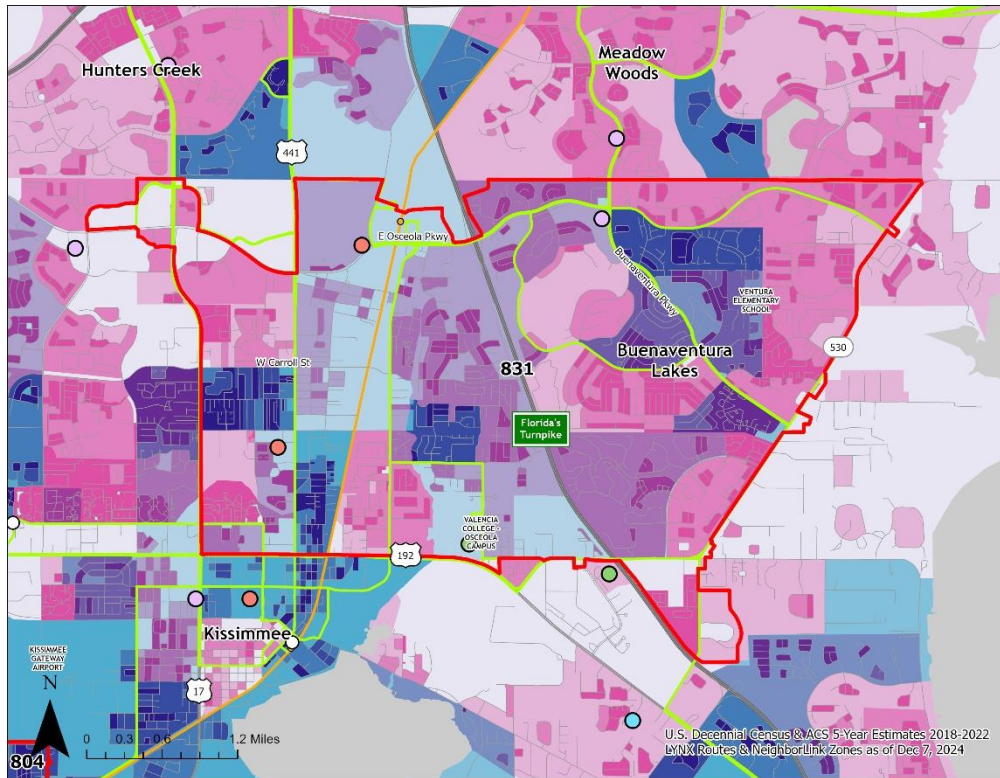 Hunters Creek
Meadow
Woods
441
E Osceola Pkwy
Buenaventura Pkwy
VENTURA
ELEMENTARY
SCHOOL
530
Buenaventura
Lakes
W Carroll St
831
Florida's
Turnpike
VALENCIA
COLLEGE -
OSCEOLA
CAMPUS
192
Kissimmee
KISSIMMEE
GATEWAY
AIRPORT
N
17
0 0.3 0.6 1.2 Miles
804
U.S. Decennial Census & ACS 5-Year Estimates 2018-2022
LYNX Routes & NeighborLink Zones as of Dec 7, 2024